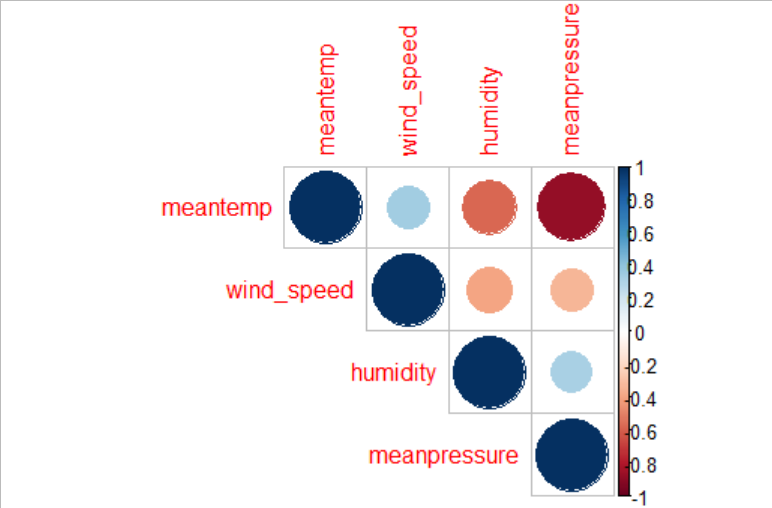 meantemp
wind_speed
humidity
meanpressure
meantemp
wind_speed
humidity
meanpressure
1
0.8
0.6
0.4
0.2
0
-0.2
-0.4
-0.6
-0.8
-1